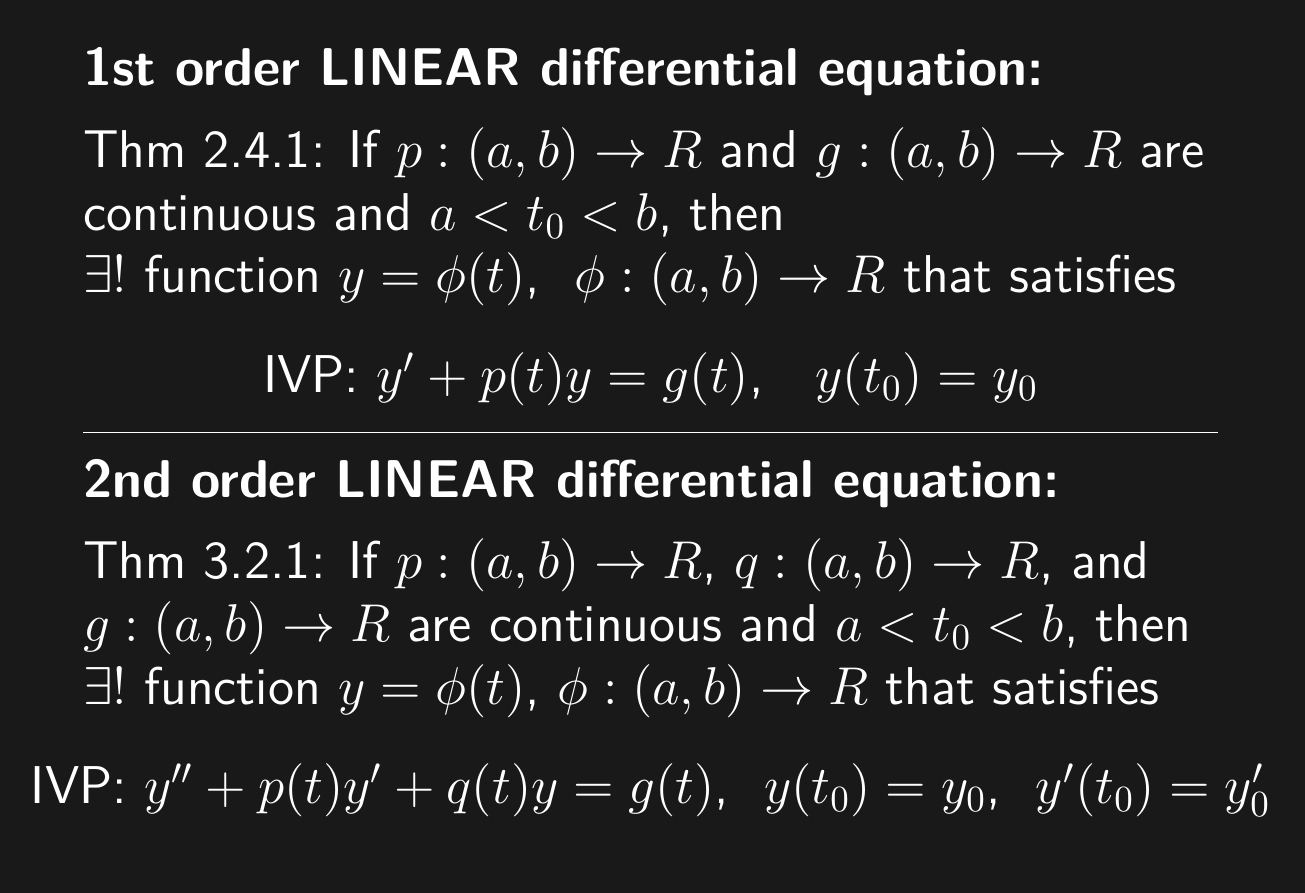 1st order LINEAR differential equation:
Thm 2.4.1: If p : (a, b) → R and g : (a, b) → R are
continuous and a < t₀ < b, then
∃! function y = ϕ(t), ϕ : (a, b) → R that satisfies
IVP: y′ + p(t)y = g(t), y(t₀) = y₀
2nd order LINEAR differential equation:
Thm 3.2.1: If p : (a, b) → R, q : (a, b) → R, and
g : (a, b) → R are continuous and a < t₀ < b, then
∃! function y = ϕ(t), ϕ : (a, b) → R that satisfies
IVP: y′′ + p(t)y′ + q(t)y = g(t), y(t₀) = y₀, y′(t₀) = y′₀